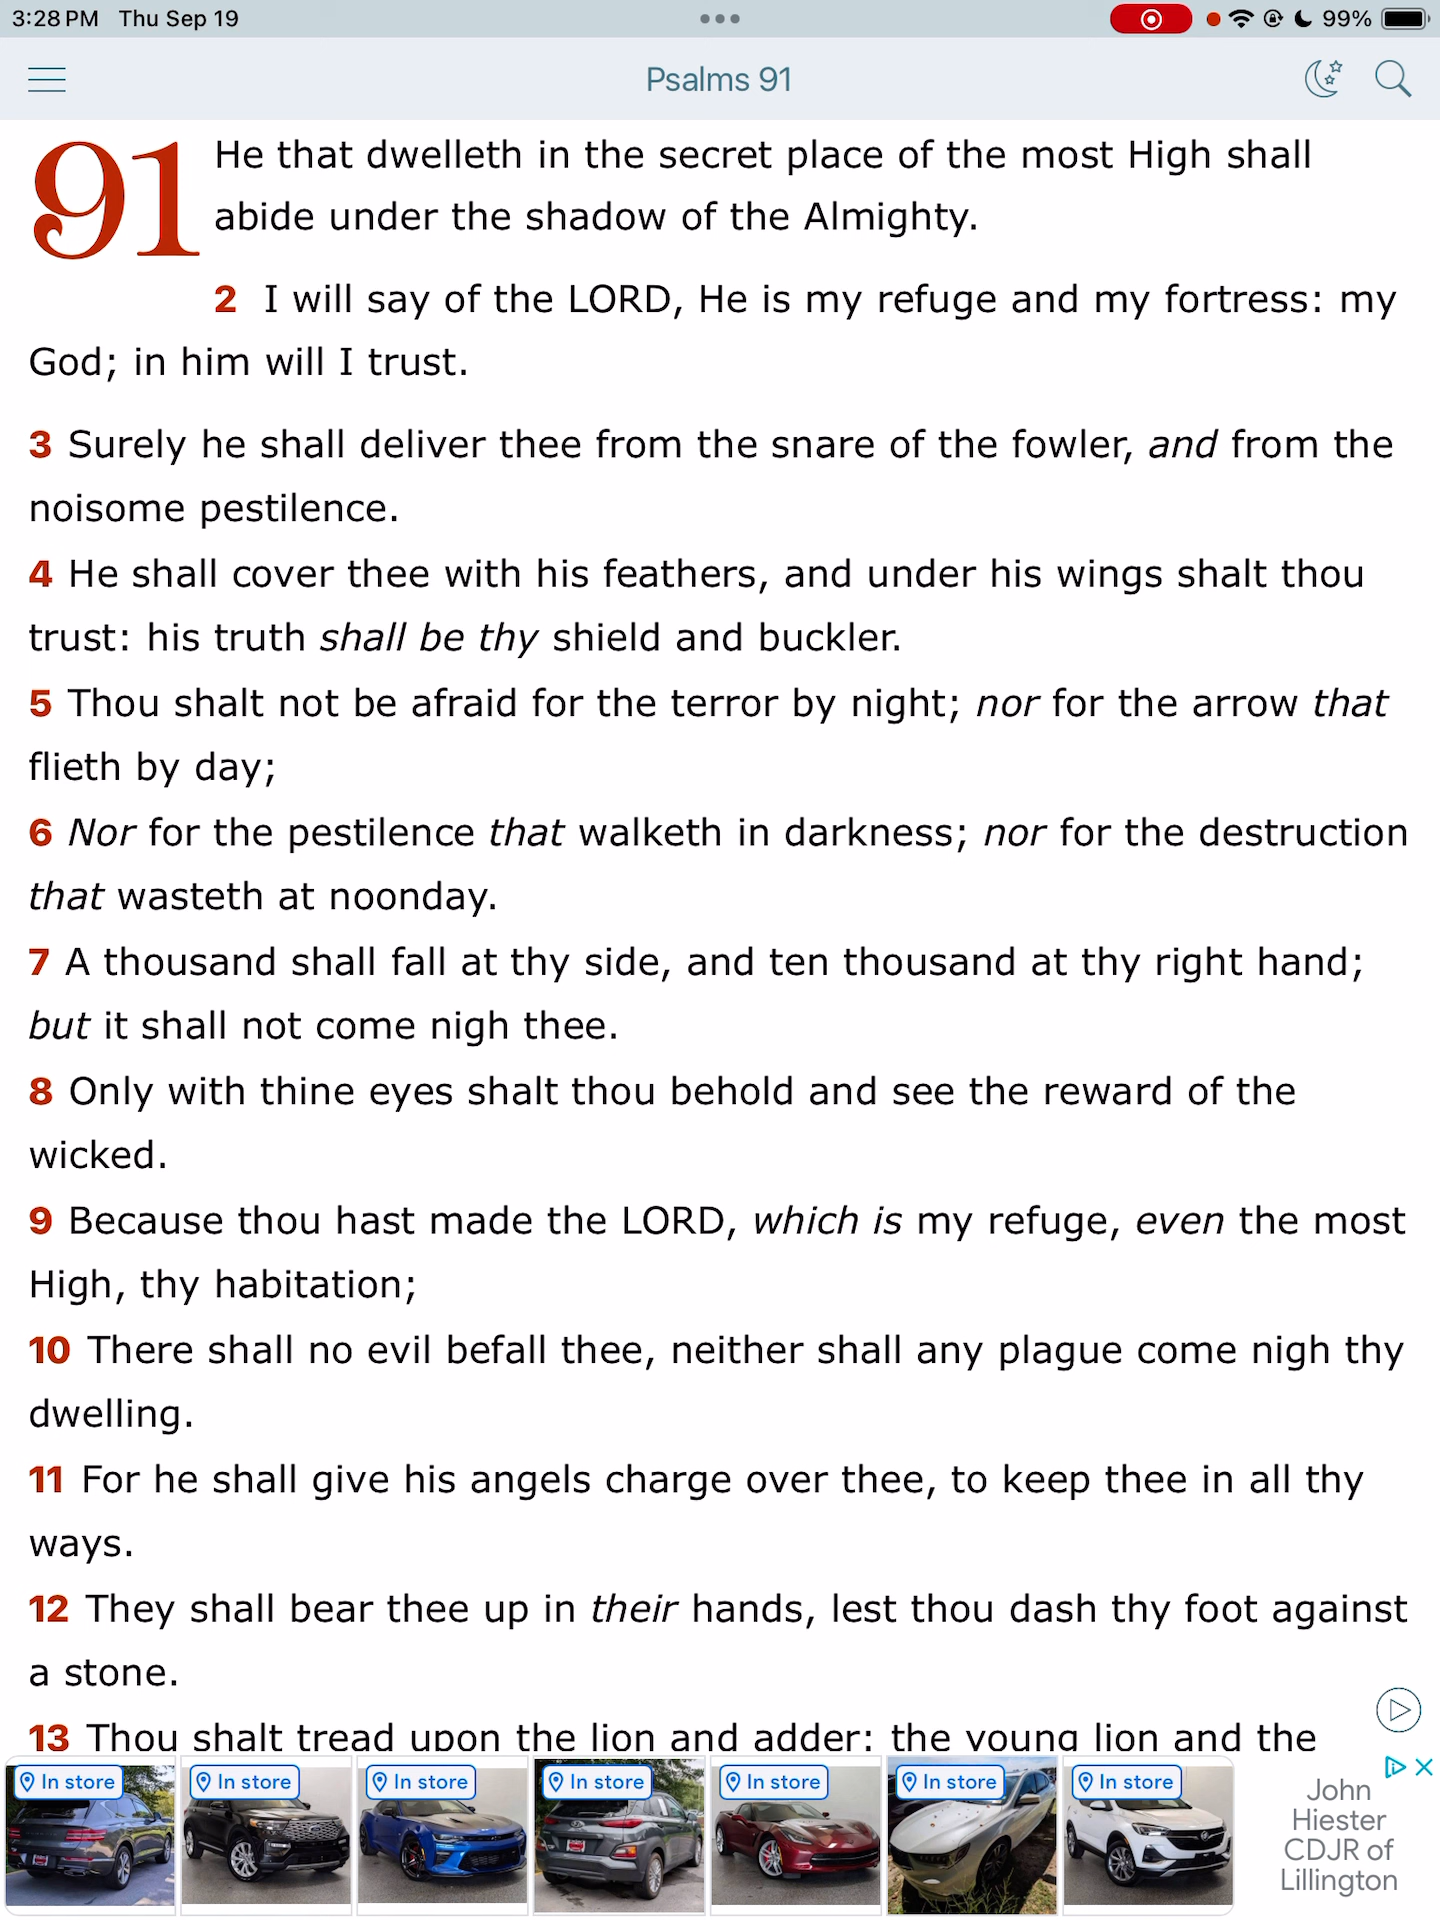 3:28 PM Thu Sep 19
99%
Psalms 91
91
He that dwelleth in the secret place of the most High shall
abide under the shadow of the Almighty.
2 I will say of the LORD, He is my refuge and my fortress: my
God; in him will I trust.
3 Surely he shall deliver thee from the snare of the fowler, and from the
noisome pestilence.
4 He shall cover thee with his feathers, and under his wings shalt thou
trust: his truth shall be thy shield and buckler.
5 Thou shalt not be afraid for the terror by night; nor for the arrow that
flieth by day;
6 Nor for the pestilence that walketh in darkness; nor for the destruction
that wasteth at noonday.
7 A thousand shall fall at thy side, and ten thousand at thy right hand;
but it shall not come nigh thee.
8 Only with thine eyes shalt thou behold and see the reward of the
wicked.
9 Because thou hast made the LORD, which is my refuge, even the most
High, thy habitation;
10 There shall no evil befall thee, neither shall any plague come nigh thy
dwelling.
11 For he shall give his angels charge over thee, to keep thee in all thy
ways.
12 They shall bear thee up in their hands, lest thou dash thy foot against
a stone.
13 Thou shalt tread upon the lion and adder: the young lion and the
In store
In store
In store
In store
In store
In store
In store
John
Hiester
CDJR of
Lillington